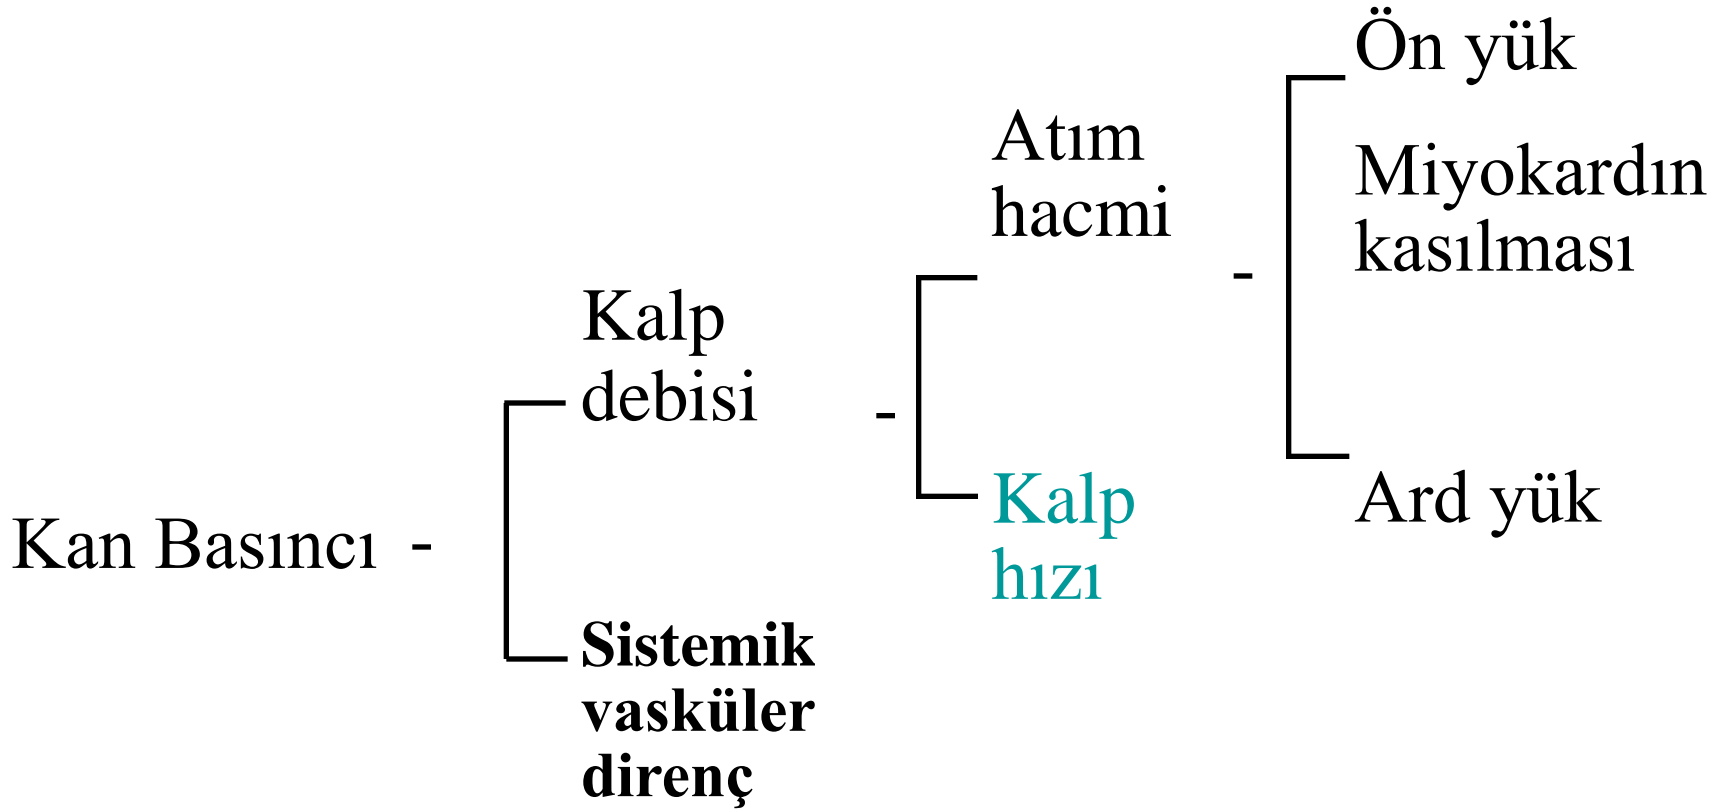 Kan Basıncı -
Kalp
debisi
-
Sistemik
vasküler
direnç
Atım
hacmi
-
Kalp
hızı
Ön yük
Miyokardın
kasılması
Ard yük